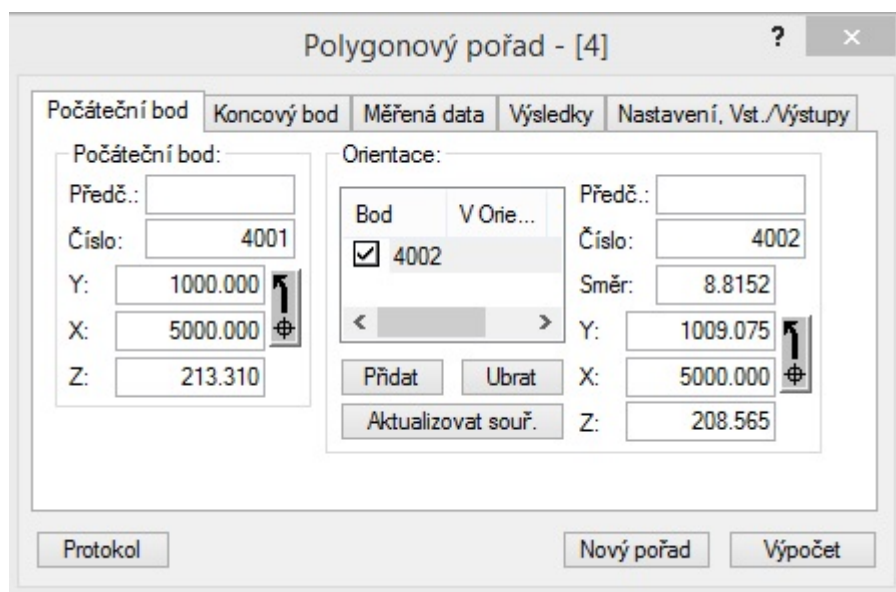 Polygonový pořad - [4]
?
Počáteční bod Koncový bod Měřená data Výsledky Nastavení, Vst./Výstupy
Počáteční bod:
Předč.:
Číslo: 4001
Y: 1000.000
X: 5000.000
Z: 213.310
Orientace:
Bod V Orie...
4002
Přidat Ubrat
Aktualizovat souř.
Předč.:
Číslo: 4002
Směr: 8.8152
Y: 1009.075
X: 5000.000
Z: 208.565
Protokol Nový pořad Výpočet